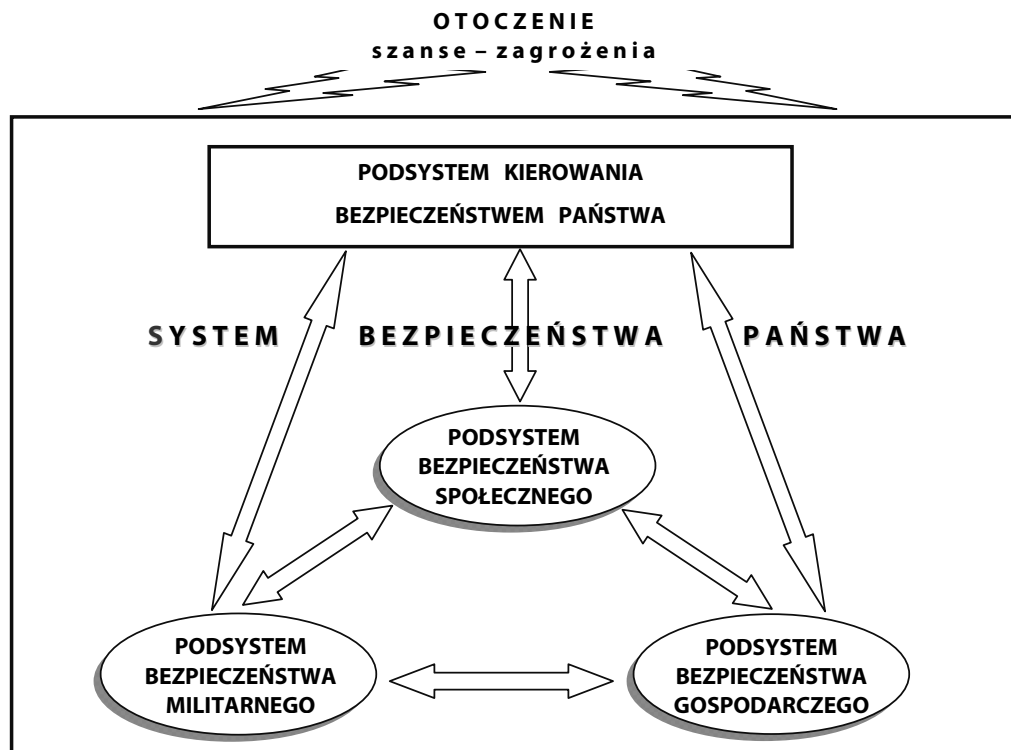 OTOCZENIE
szanse – zagrożenia
PODSYSTEM KIEROWANIA
BEZPIECZEŃSTWEM PAŃSTWA
SYSTEM BEZPIECZEŃSTWA PAŃSTWA
PODSYSTEM
BEZPIECZEŃSTWA
SPOŁECZNEGO
PODSYSTEM
BEZPIECZEŃSTWA
MILITARNEGO
PODSYSTEM
BEZPIECZEŃSTWA
GOSPODARCZEGO